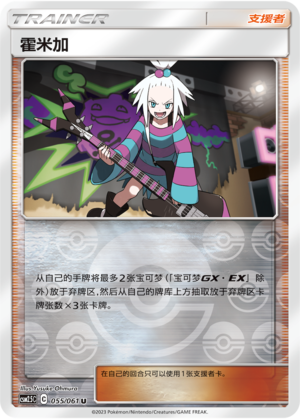 TRAINER
支援者
霍米加
从自己的手牌将最多2张宝可梦(「宝可梦GX・EX」除
外)放于弃牌区,然后从自己的牌库上方抽取放于弃牌区卡
牌张数×3张卡牌。
Illus. Yusuke Ohmura
在自己的回合只可以使用1张支援者卡。
CSM2.5C C 055/061 U
©2023 Pokémon/Nintendo/Creatures/GAME FREAK.